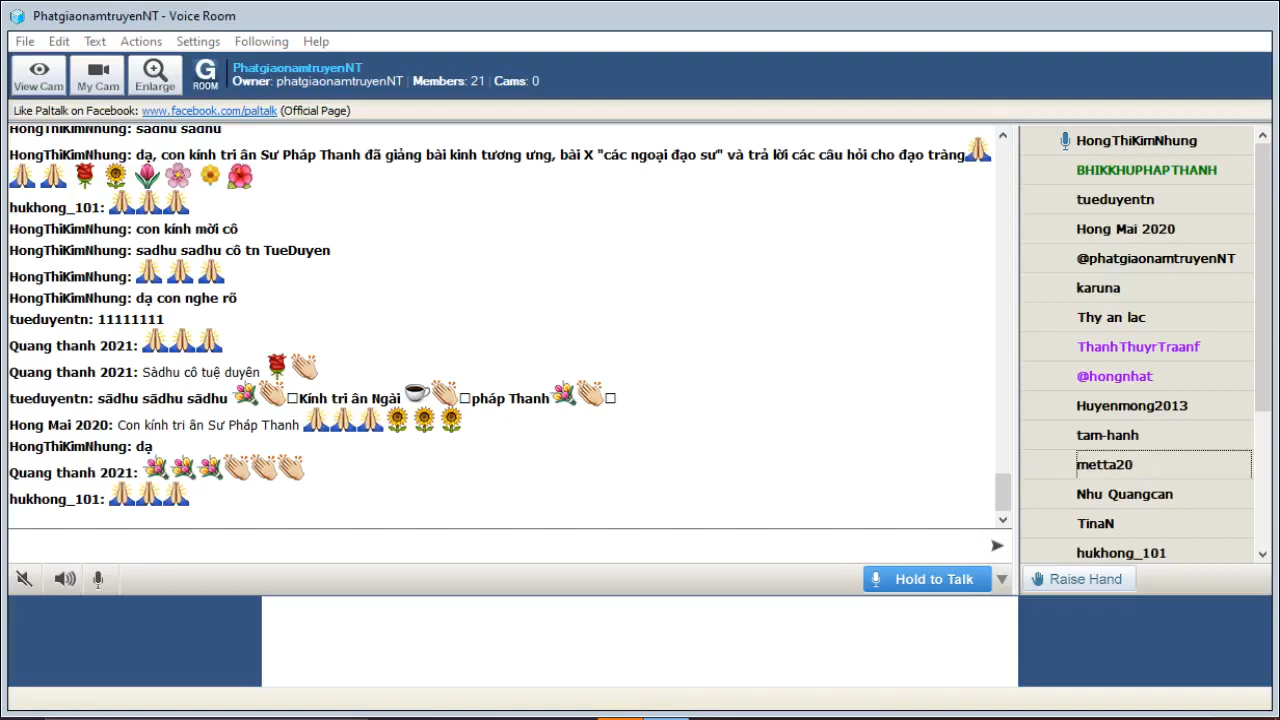 PhatgiaonamtruyenNT - Voice Room
File Edit Text Actions Settings Following Help
View Cam My Cam Enlarge G ROOM
PhatgiaonamtruyenNT
Owner: phatgiaonamtruyenNT | Members: 21 | Cams: 0
Like Paltalk on Facebook: www.facebook.com/paltalk (Official Page)
HongThiKimNhung: sadhu sadhu
HongThiKimNhung: dạ, con kính tri ân Sư Pháp Thanh đã giảng bài kinh tương ưng, bài X "các ngoại đạo sư" và trả lời các câu hỏi cho đạo tràng
hukhong_101:
HongThiKimNhung: con kính mời cô
HongThiKimNhung: sadhu sadhu cô tn TueDuyen
HongThiKimNhung:
HongThiKimNhung: dạ con nghe rõ
tueduyentn: 11111111
Quang thanh 2021:
Quang thanh 2021: Sàdhu cô tuệ duyên
tueduyentn: sādhu sādhu sādhu Kính tri ân Ngài pháp Thanh
Hong Mai 2020: Con kính tri ân Sư Pháp Thanh
HongThiKimNhung: dạ
Quang thanh 2021:
hukhong_101:
Hold to Talk
HongThiKimNhung
BHIKKHUPHAPTHANH
tueduyentn
Hong Mai 2020
@phatgiaonamtruyenNT
karuna
Thy an lac
ThanhThuyrTraanf
@hongnhat
Huyenmong2013
tam-hanh
metta20
Nhu Quangcan
TinaN
hukhong_101
Raise Hand